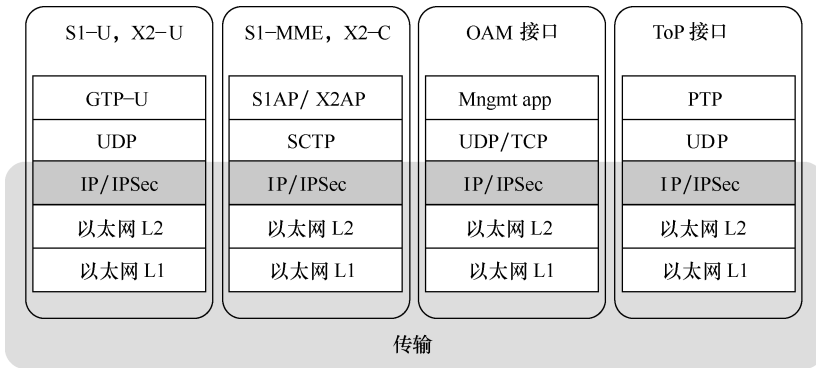 S1-U，X2-U
GTP-U
UDP
IP/IPSec
以太网 L2
以太网 L1
S1-MME，X2-C
S1AP/ X2AP
SCTP
IP/IPSec
以太网 L2
以太网 L1
OAM 接口
Mngmt app
UDP/TCP
IP/IPSec
以太网 L2
以太网 L1
ToP 接口
PTP
UDP
IP/IPSec
以太网 L2
以太网 L1
传输